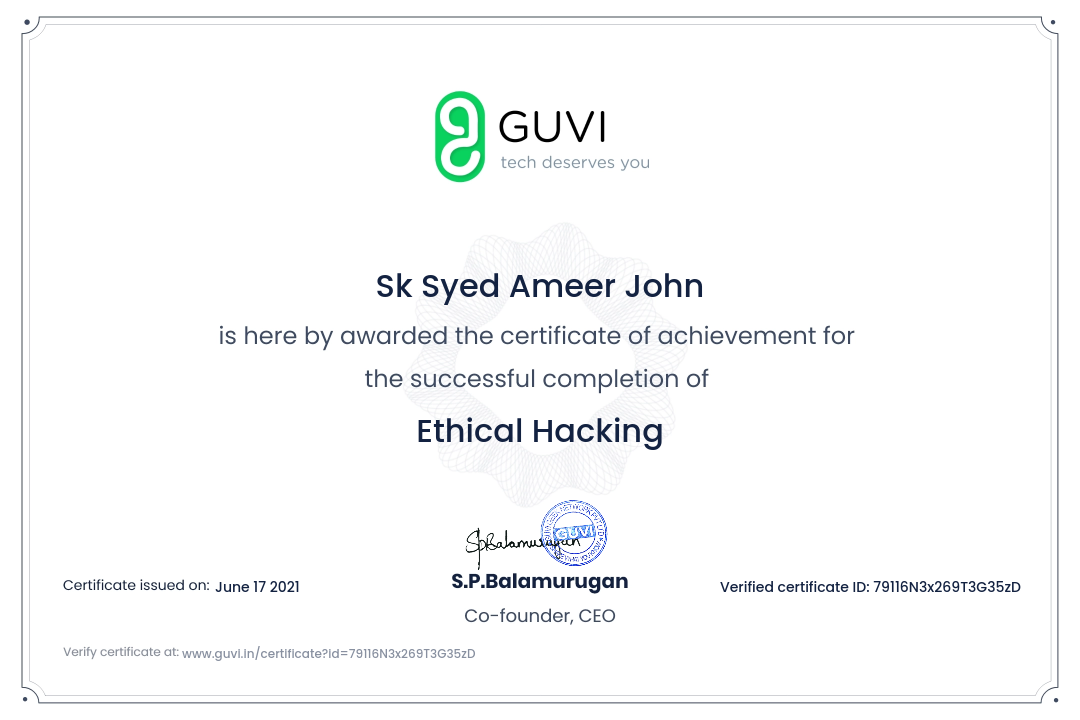 GUVI
tech deserves you
Sk Syed Ameer John
is here by awarded the certificate of achievement for
the successful completion of
Ethical Hacking
SpBalamurugan
GUVI
S.P.Balamurugan
Co-founder, CEO
Certificate issued on: June 17 2021
Verified certificate ID: 79116N3x269T3G35zD
Verify certificate at: www.guvi.in/certificate?id=79116N3x269T3G35zD